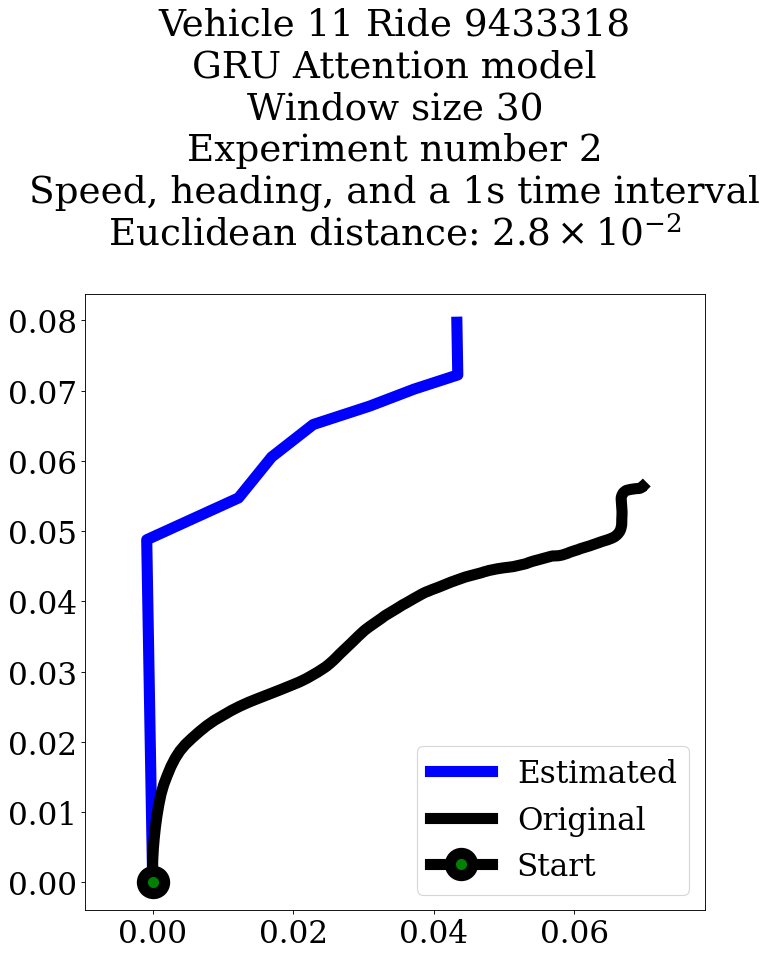 Vehicle 11 Ride 9433318
GRU Attention model
Window size 30
Experiment number 2
Speed, heading, and a 1s time interval
Euclidean distance: 2.8 × 10⁻²
0.08
0.07
0.06
0.05
0.04
0.03
0.02
0.01
0.00
Estimated
Original
Start
0.00 0.02 0.04 0.06